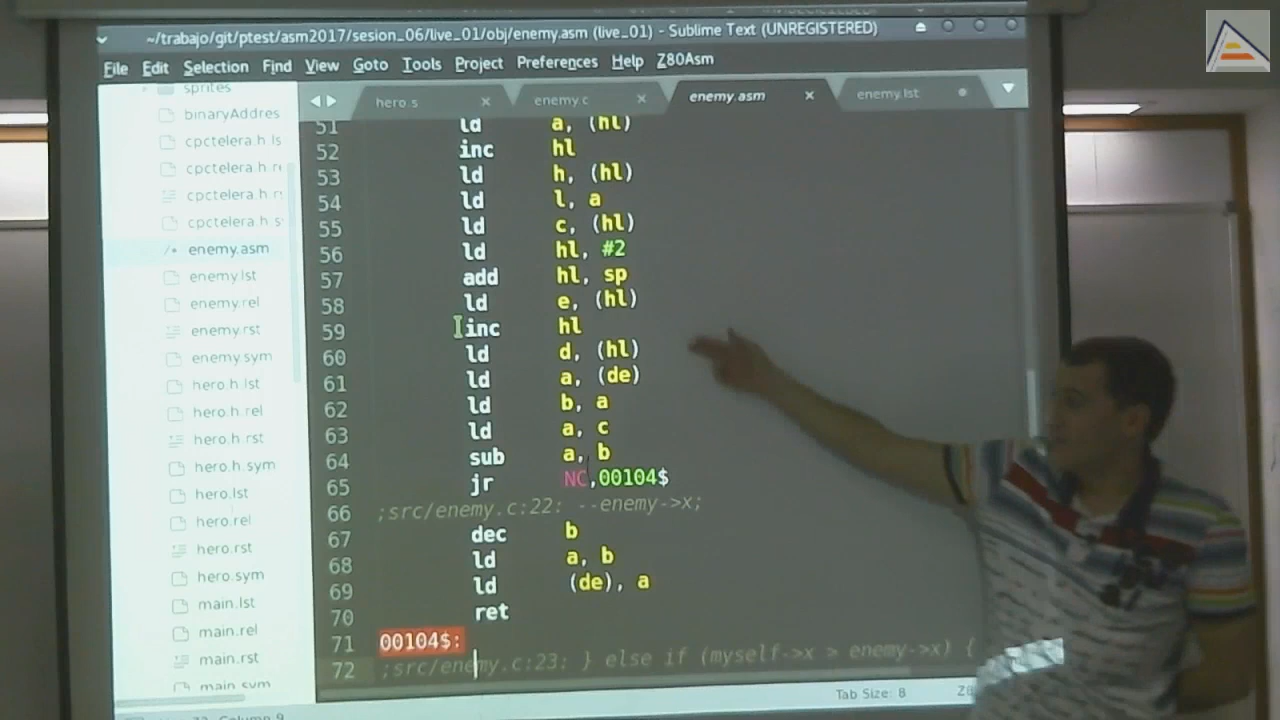 ~/trabajo/git/ptest/asm2017/sesion_06/live_01/obj/enemy.asm (live_01) - Sublime Text (UNREGISTERED)
File Edit Selection Find View Goto Tools Project Preferences Help Z80Asm
hero.s × enemy.c × enemy.asm × enemy.lst
sprites
binaryAddres
cpctelera.h.ls
cpctelera.h.re
cpctelera.h.rs
cpctelera.h.s
enemy.asm
enemy.lst
enemy.rel
enemy.rst
enemy.sym
hero.h.lst
hero.h.rel
hero.h.rst
hero.h.sym
hero.lst
hero.rel
hero.rst
hero.sym
main.lst
main.rel
main.rst
main.sym
51 ld a, (hl)
52 inc hl
53 ld h, (hl)
54 ld l, a
55 ld c, (hl)
56 ld hl, #2
57 add hl, sp
58 ld e, (hl)
59 inc hl
60 ld d, (hl)
61 ld a, (de)
62 ld b, a
63 ld a, c
64 sub a, b
65 jr NC,00104$
66 ;src/enemy.c:22: --enemy->x;
67 dec b
68 ld a, b
69 ld (de), a
70 ret
71 00104$:
72 ;src/enemy.c:23: } else if (myself->x > enemy->x) {
Tab Size: 8 Z8